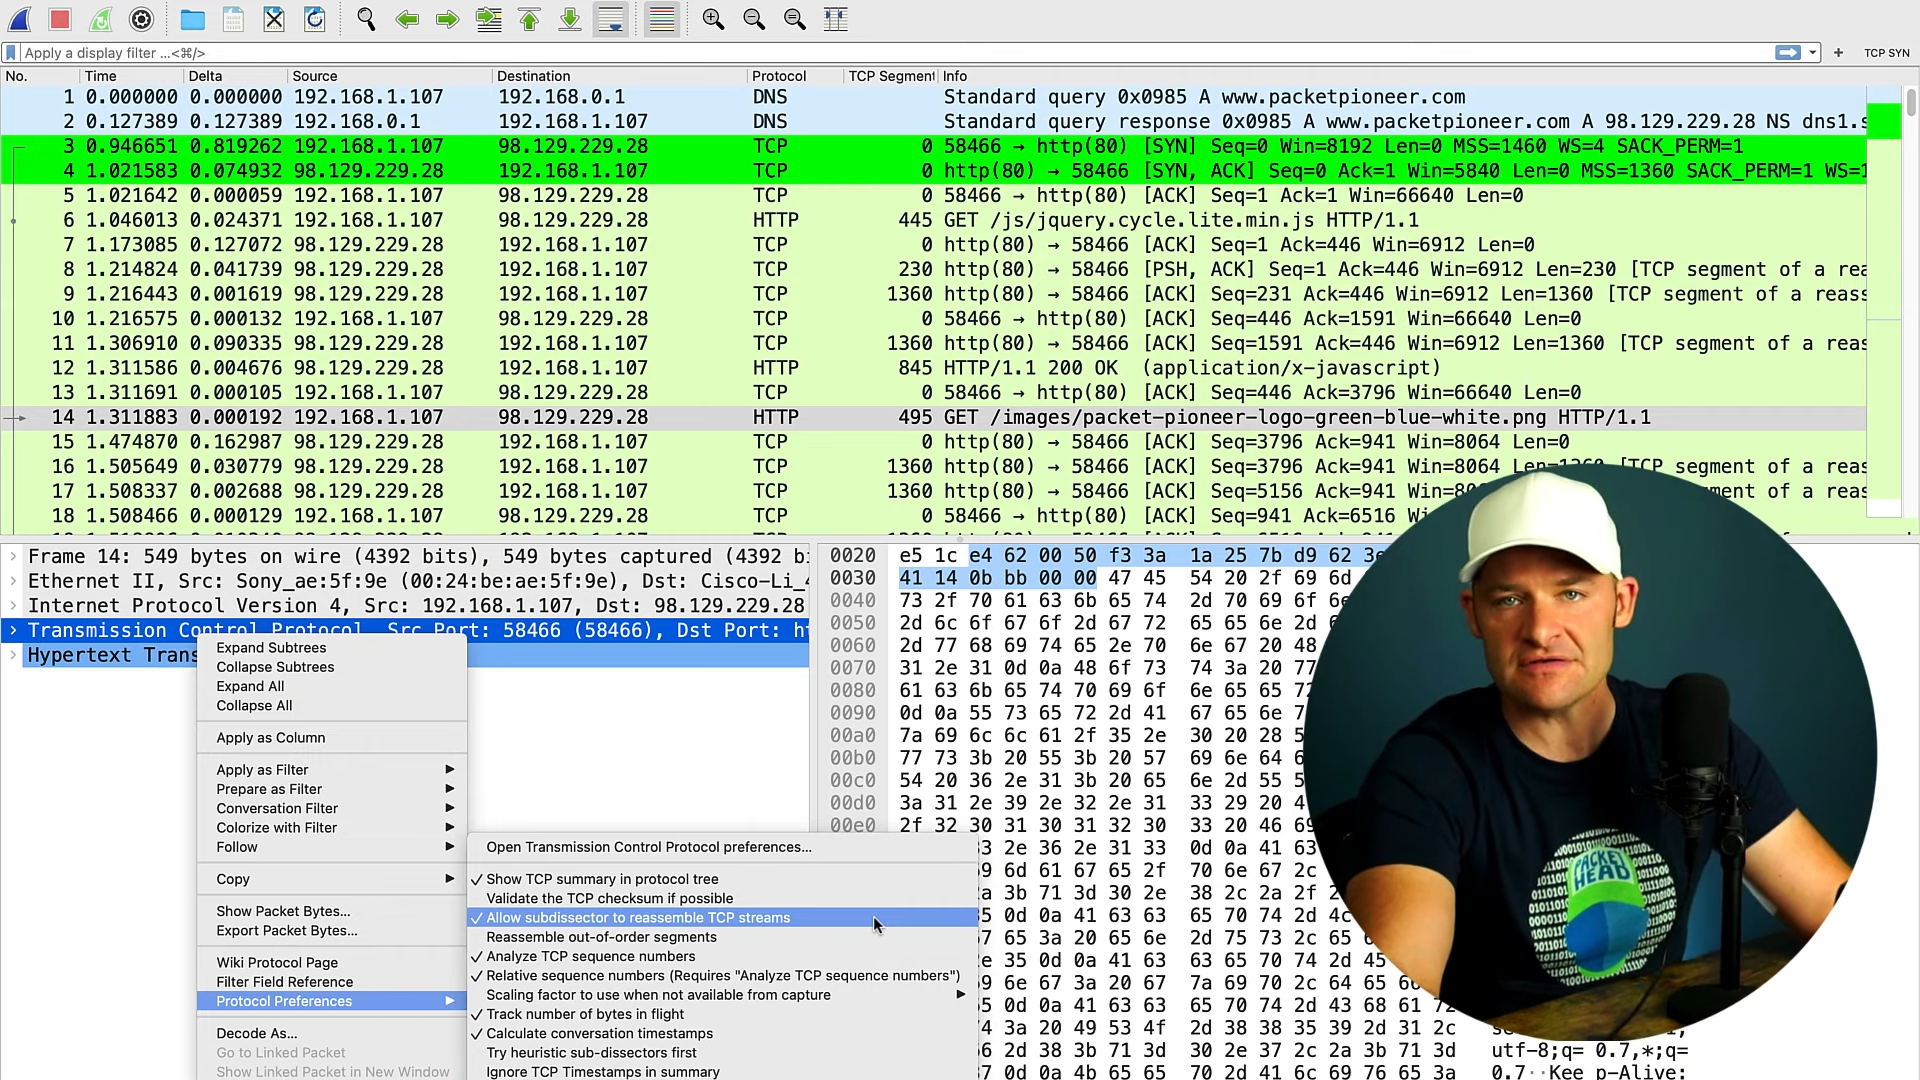 Apply a display filter ...<⌘/>
+ TCP SYN
No. Time Delta Source Destination Protocol TCP Segment Info
1 0.000000 0.000000 192.168.1.107 192.168.0.1 DNS Standard query 0x0985 A www.packetpioneer.com
2 0.127389 0.127389 192.168.0.1 192.168.1.107 DNS Standard query response 0x0985 A www.packetpioneer.com A 98.129.229.28 NS dns1.s
3 0.946651 0.819262 192.168.1.107 98.129.229.28 TCP 0 58466 → http(80) [SYN] Seq=0 Win=8192 Len=0 MSS=1460 WS=4 SACK_PERM=1
4 1.021583 0.074932 98.129.229.28 192.168.1.107 TCP 0 http(80) → 58466 [SYN, ACK] Seq=0 Ack=1 Win=5840 Len=0 MSS=1360 SACK_PERM=1 WS=1
5 1.021642 0.000059 192.168.1.107 98.129.229.28 TCP 0 58466 → http(80) [ACK] Seq=1 Ack=1 Win=66640 Len=0
6 1.046013 0.024371 192.168.1.107 98.129.229.28 HTTP 445 GET /js/jquery.cycle.lite.min.js HTTP/1.1
7 1.173085 0.127072 98.129.229.28 192.168.1.107 TCP 0 http(80) → 58466 [ACK] Seq=1 Ack=446 Win=6912 Len=0
8 1.214824 0.041739 98.129.229.28 192.168.1.107 TCP 230 http(80) → 58466 [PSH, ACK] Seq=1 Ack=446 Win=6912 Len=230 [TCP segment of a rea
9 1.216443 0.001619 98.129.229.28 192.168.1.107 TCP 1360 http(80) → 58466 [ACK] Seq=231 Ack=446 Win=6912 Len=1360 [TCP segment of a reass
10 1.216575 0.000132 192.168.1.107 98.129.229.28 TCP 0 58466 → http(80) [ACK] Seq=446 Ack=1591 Win=66640 Len=0
11 1.306910 0.090335 98.129.229.28 192.168.1.107 TCP 1360 http(80) → 58466 [ACK] Seq=1591 Ack=446 Win=6912 Len=1360 [TCP segment of a reas
12 1.311586 0.004676 98.129.229.28 192.168.1.107 HTTP 845 HTTP/1.1 200 OK (application/x-javascript)
13 1.311691 0.000105 192.168.1.107 98.129.229.28 TCP 0 58466 → http(80) [ACK] Seq=446 Ack=3796 Win=66640 Len=0
14 1.311883 0.000192 192.168.1.107 98.129.229.28 HTTP 495 GET /images/packet-pioneer-logo-green-blue-white.png HTTP/1.1
15 1.474870 0.162987 98.129.229.28 192.168.1.107 TCP 0 http(80) → 58466 [ACK] Seq=3796 Ack=941 Win=8064 Len=0
16 1.505649 0.030779 98.129.229.28 192.168.1.107 TCP 1360 http(80) → 58466 [ACK] Seq=3796 Ack=941 Win=8064 Len=1360 [TCP segment of a reas
17 1.508337 0.002688 98.129.229.28 192.168.1.107 TCP 1360 http(80) → 58466 [ACK] Seq=5156 Ack=941 ment of a reas
18 1.508466 0.000129 192.168.1.107 98.129.229.28 TCP 0 58466 → http(80) [ACK] Seq=941 Ack=6516
Frame 14: 549 bytes on wire (4392 bits), 549 bytes captured (4392 bi
Ethernet II, Src: Sony_ae:5f:9e (00:24:be:ae:5f:9e), Dst: Cisco-Li_
Internet Protocol Version 4, Src: 192.168.1.107, Dst: 98.129.229.28
Transmission Control Protocol, Src Port: 58466 (58466), Dst Port: ht
Hypertext Trans
Expand Subtrees
Collapse Subtrees
Expand All
Collapse All
Apply as Column
Apply as Filter
Prepare as Filter
Conversation Filter
Colorize with Filter
Follow
Copy
Show Packet Bytes...
Export Packet Bytes...
Wiki Protocol Page
Filter Field Reference
Protocol Preferences
Decode As...
Go to Linked Packet
Show Linked Packet in New Window
Open Transmission Control Protocol preferences...
✓ Show TCP summary in protocol tree
Validate the TCP checksum if possible
✓ Allow subdissector to reassemble TCP streams
Reassemble out-of-order segments
✓ Analyze TCP sequence numbers
✓ Relative sequence numbers (Requires "Analyze TCP sequence numbers")
Scaling factor to use when not available from capture
✓ Track number of bytes in flight
✓ Calculate conversation timestamps
Try heuristic sub-dissectors first
Ignore TCP Timestamps in summary
0020 e5 1c e4 62 00 50 f3 3a 1a 25 7b d9 62
0030 41 14 0b bb 00 00 47 45 54 20 2f 69 6d
0040 73 2f 70 61 63 6b 65 74 2d 70 69 6f
0050 2d 6c 6f 67 6f 2d 67 72 65 65 6e 2d
0060 2d 77 68 69 74 65 2e 70 6e 67 20 48
0070 31 2e 31 0d 0a 48 6f 73 74 3a 20 77
0080 61 63 6b 65 74 70 69 6f 6e 65 65 72
0090 0d 0a 55 73 65 72 2d 41 67 65 6e
00a0 7a 69 6c 6c 61 2f 35 2e 30 20 28
00b0 77 73 3b 20 55 3b 20 57 69 6e 64
00c0 54 20 36 2e 31 3b 20 65 6e 2d 55
00d0 3a 31 2e 39 2e 32 2e 31 33 29 20
00e0 2f 32 30 31 30 31 32 30 33 20 46 69
2e 36 2e 31 33 0d 0a 41 63
6d 61 67 65 2f 70 6e 67 2c
3b 71 3d 30 2e 38 2c 2a 2f
0d 0a 41 63 63 65 70 74 2d 4c
65 3a 20 65 6e 2d 75 73 2c 65
2e 35 0d 0a 41 63 63 65 70 74 2d 45
6e 67 3a 20 67 7a 69 70 2c 64 65
0d 0a 41 63 63 65 70 74 2d 43 68 61 72
3a 20 49 53 4f 2d 38 38 35 39 2d 31 2c
2d 38 3b 71 3d 30 2e 37 2c 2a 3b 71 3d utf-8;q= 0.7,*;q=
0d 0a 4b 65 65 70 2d 41 6c 69 76 65 3a 0.7··Kee p-Alive:
PACKET
HEAD